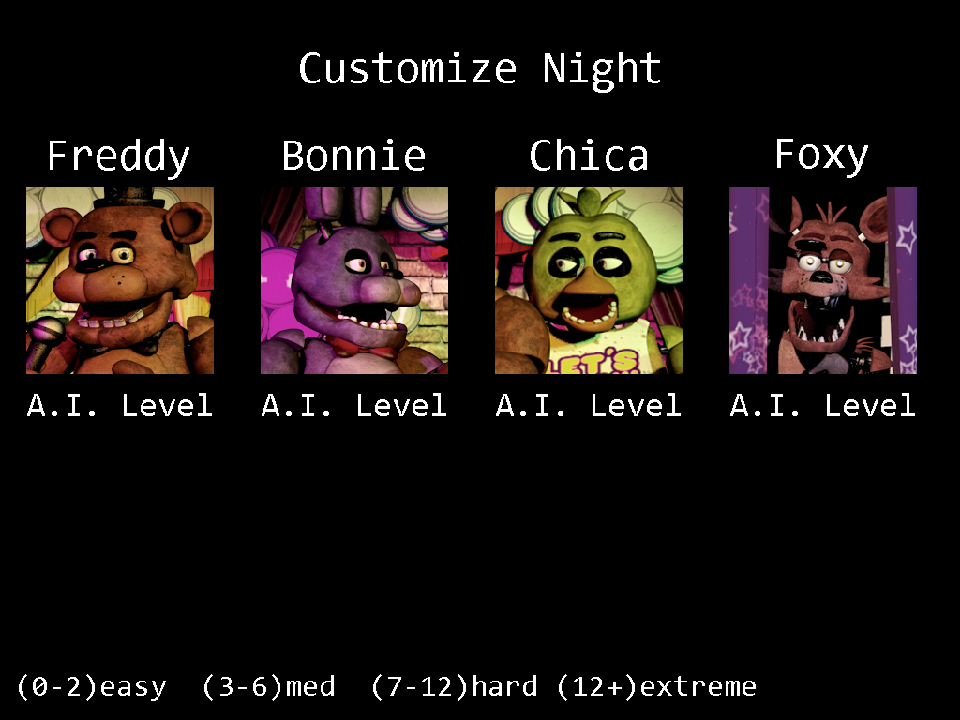 Customize Night
Freddy Bonnie Chica Foxy
LET'S
A.I. Level A.I. Level A.I. Level A.I. Level
(0-2)easy (3-6)med (7-12)hard (12+)extreme